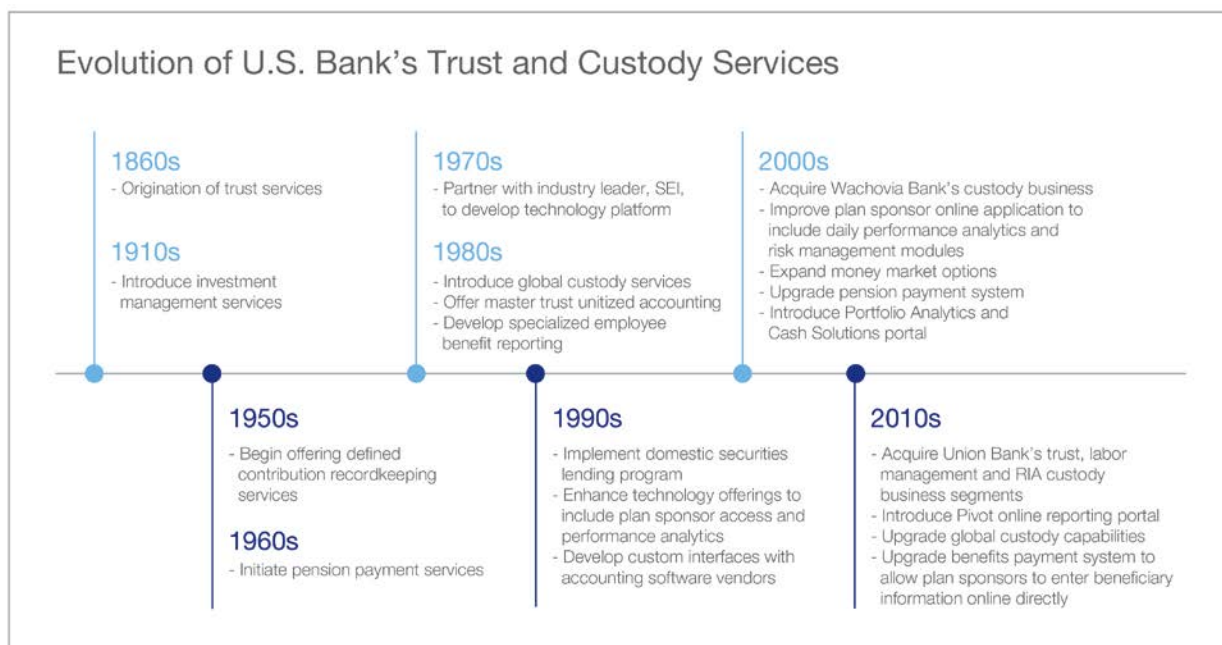 Evolution of U.S. Bank's Trust and Custody Services
1860s
- Origination of trust services
1910s
- Introduce investment
management services
1970s
- Partner with industry leader, SEI,
to develop technology platform
1980s
- Introduce global custody services
- Offer master trust unitized accounting
- Develop specialized employee
benefit reporting
2000s
- Acquire Wachovia Bank's custody business
- Improve plan sponsor online application to
include daily performance analytics and
risk management modules
- Expand money market options
- Upgrade pension payment system
- Introduce Portfolio Analytics and
Cash Solutions portal
1950s
- Begin offering defined
contribution recordkeeping
services
1960s
- Initiate pension payment services
1990s
- Implement domestic securities
lending program
- Enhance technology offerings to
include plan sponsor access and
performance analytics
- Develop custom interfaces with
accounting software vendors
2010s
- Acquire Union Bank's trust, labor
management and RIA custody
business segments
- Introduce Pivot online reporting portal
- Upgrade global custody capabilities
- Upgrade benefits payment system to
allow plan sponsors to enter beneficiary
information online directly